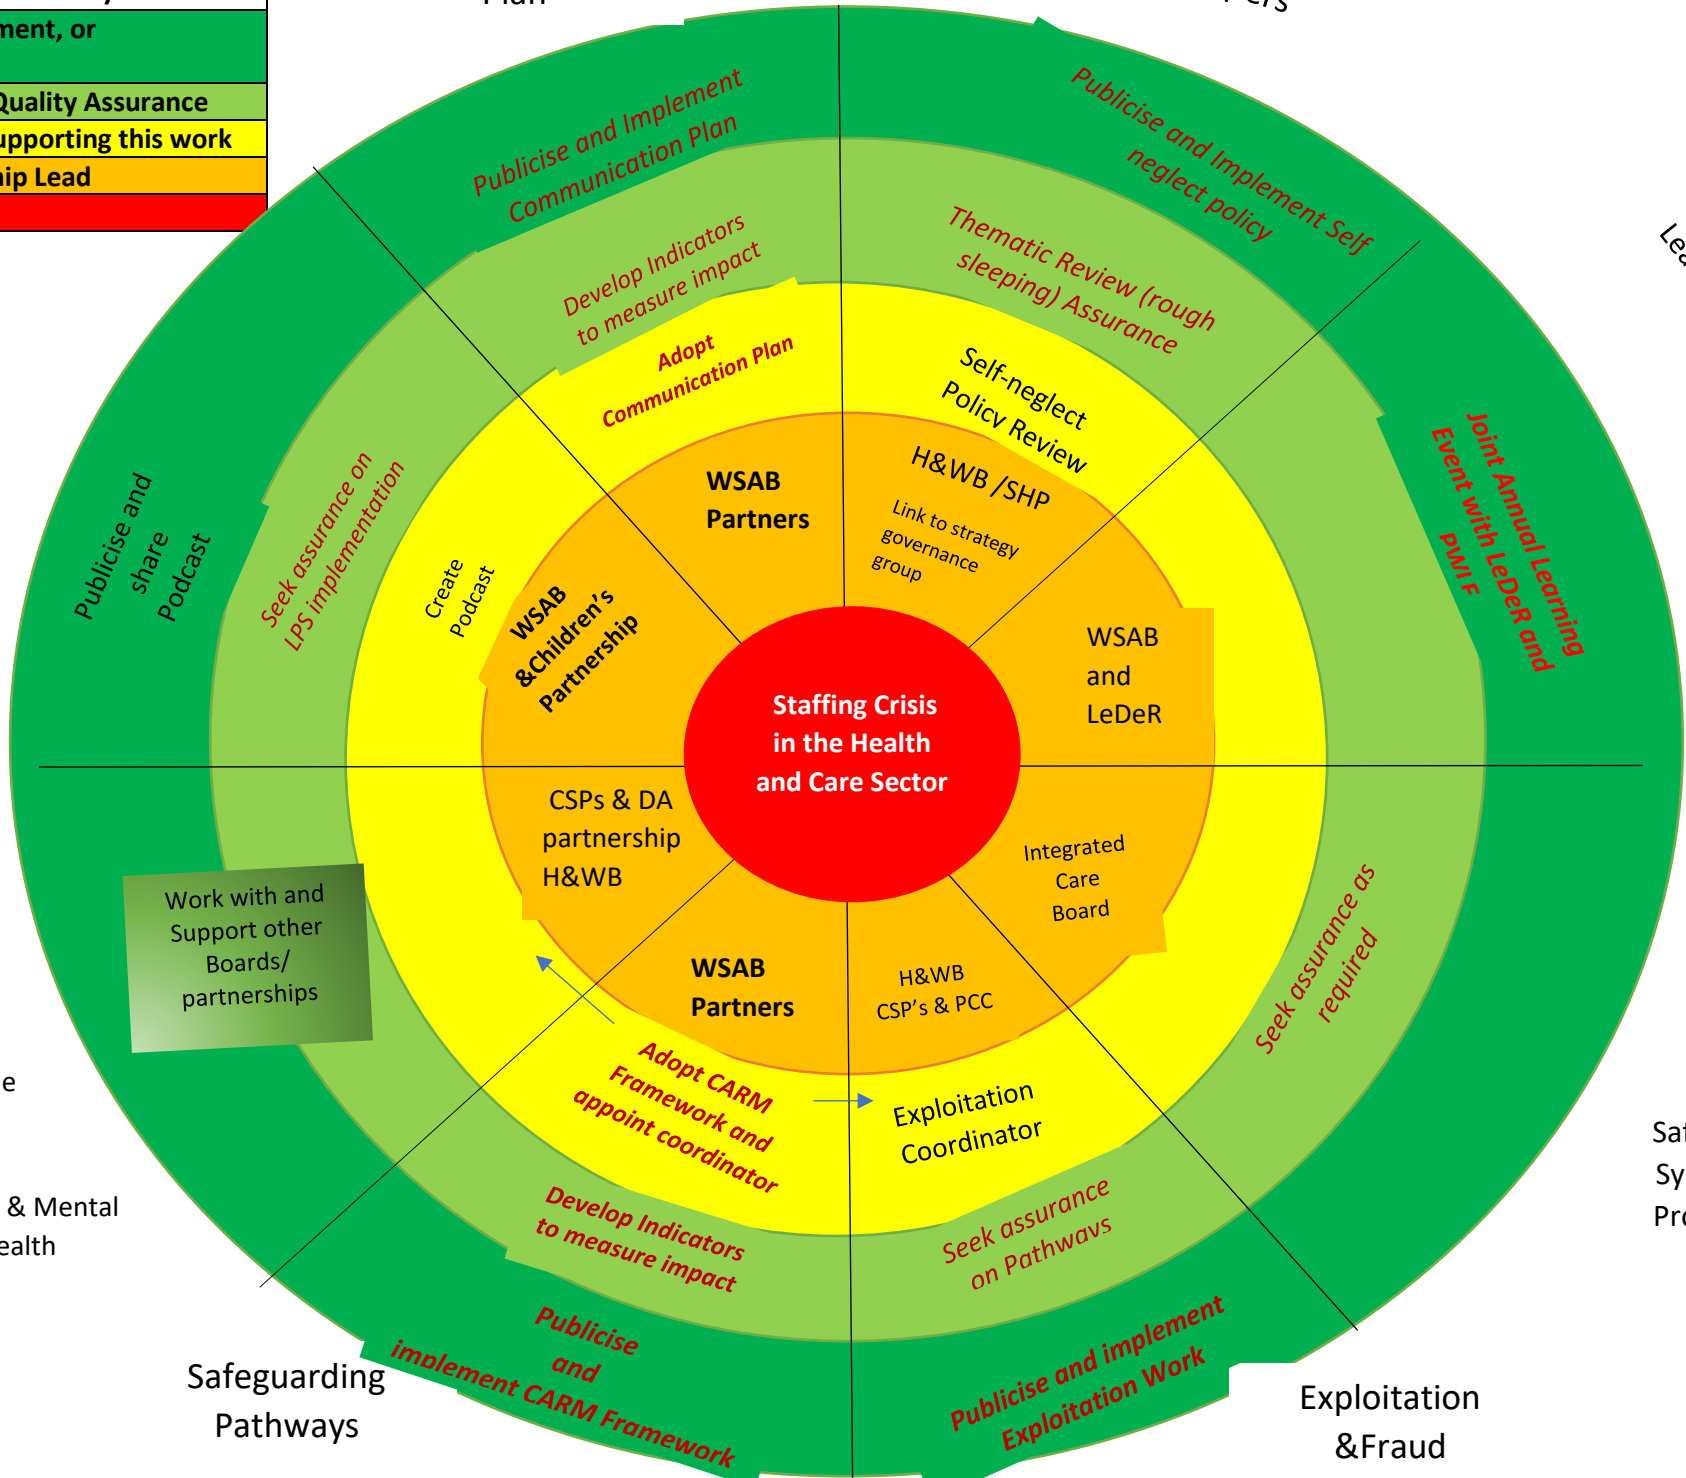 ment, or
Quality Assurance
upporting this work
hip Lead
Plan
Publicise and Implement
Communication Plan
Develop Indicators
to measure impact
Adopt
Communication Plan
WSAB
Partners
Publicise and Implement Self
neglect policy
Thematic Review (rough
sleeping) Assurance
Self-neglect
Policy Review
H&WB /SHP
Link to strategy
governance
group
Joint Annual Learning
Event with LeDeR and
PWLF
WSAB
and
LeDeR
Publicise and
share
Podcast
Seek assurance on
LPS implementation
Create
Podcast
WSAB
&Children’s
Partnership
Staffing Crisis
in the Health
and Care Sector
CSPs & DA
partnership
H&WB
Work with and
Support other
Boards/
partnerships
Integrated
Care
Board
Seek assurance as
required
WSAB
Partners
Adopt CARM
Framework and
appoint coordinator
Develop Indicators
to measure impact
Publicise
and
implement CARM Framework
H&WB
CSP’s & PCC
Exploitation
Coordinator
Seek assurance
on Pathways
Publicise and implement
Exploitation Work
e
& Mental
ealth
Safeguarding
Pathways
Exploitation
&Fraud
Saf
Sy
Pro
Lea